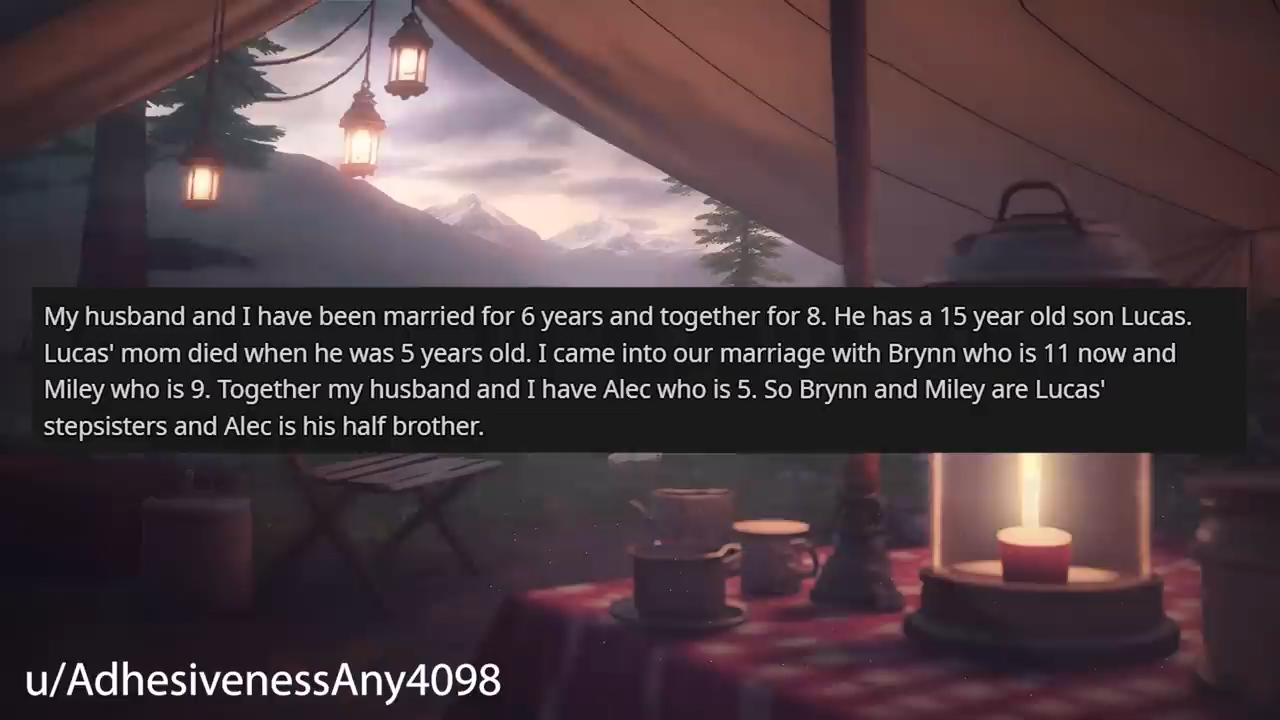 My husband and I have been married for 6 years and together for 8. He has a 15 year old son Lucas.
Lucas' mom died when he was 5 years old. I came into our marriage with Brynn who is 11 now and
Miley who is 9. Together my husband and I have Alec who is 5. So Brynn and Miley are Lucas'
stepsisters and Alec is his half brother.
u/AdhesivenessAny4098